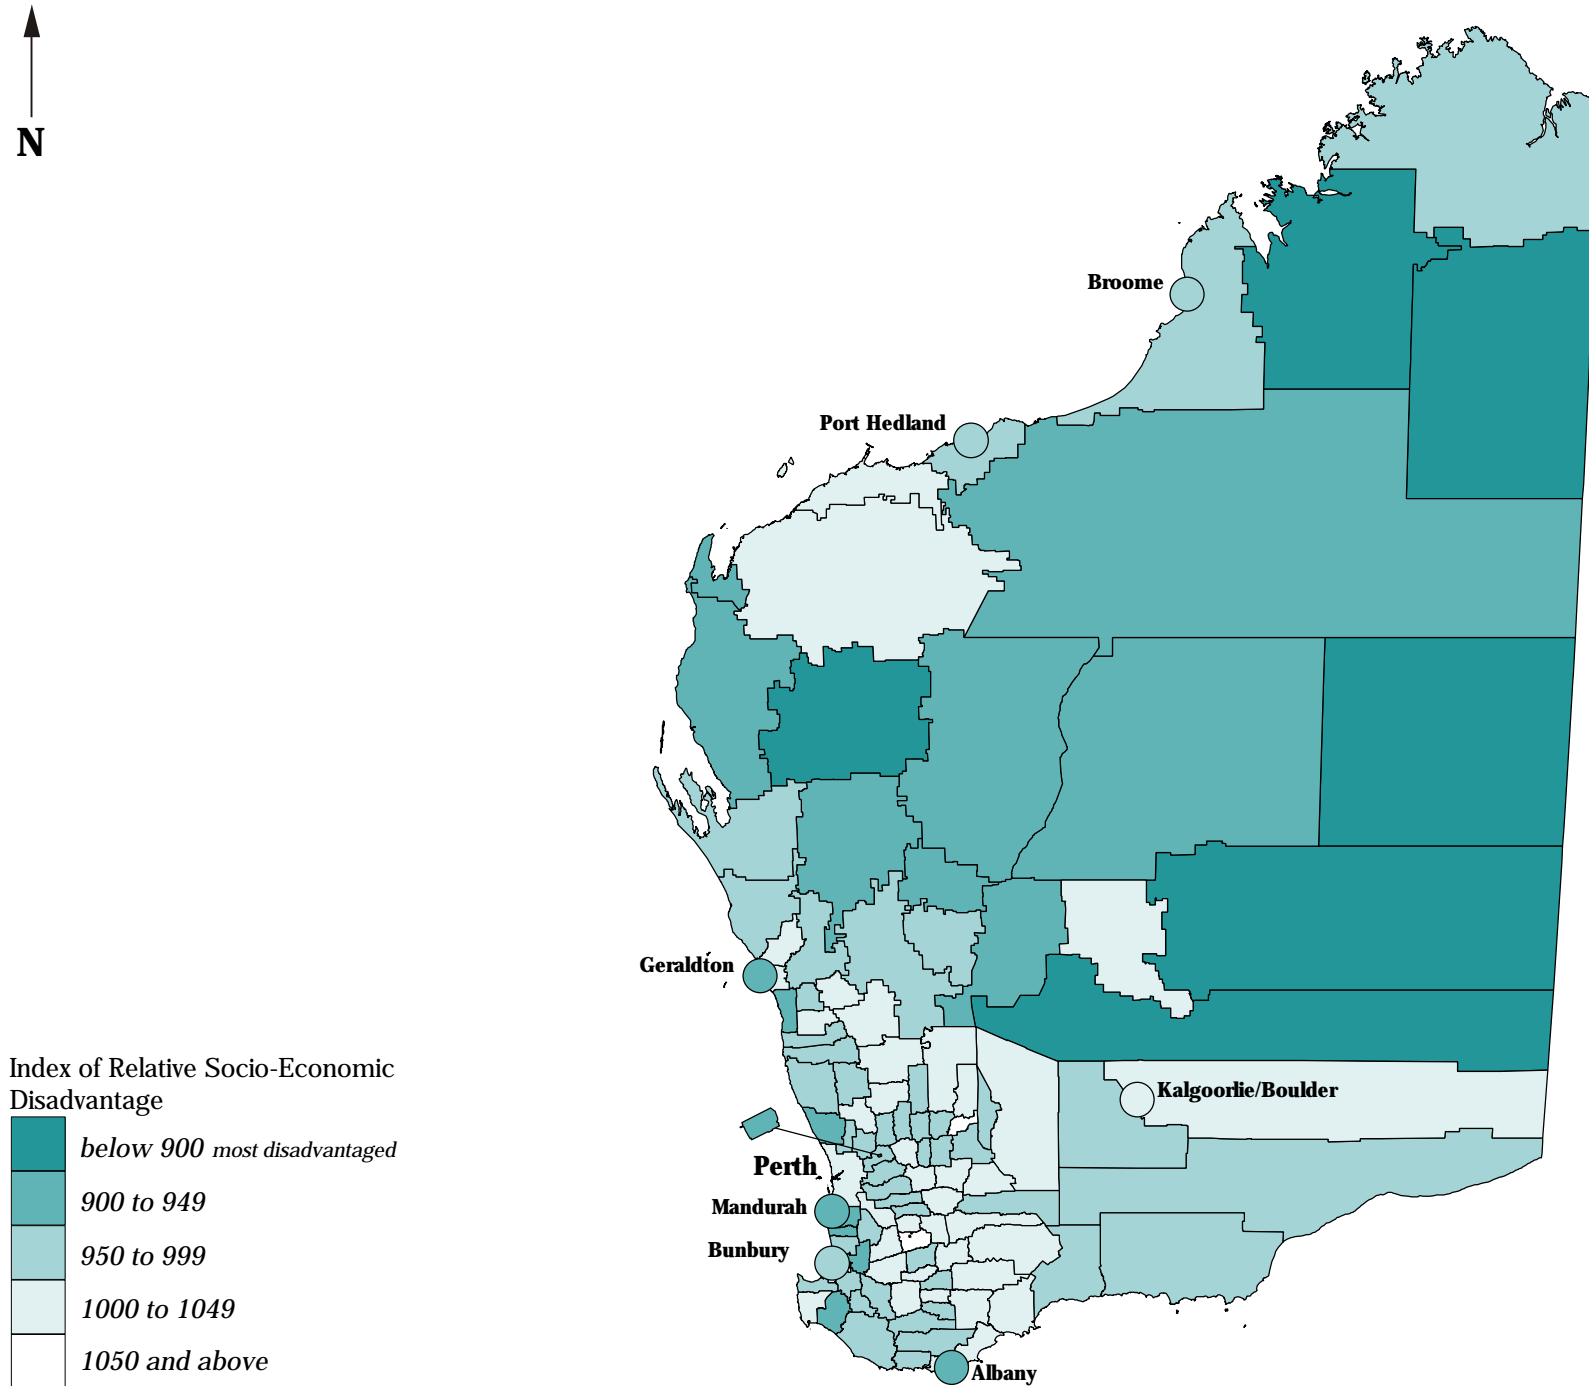 N
Broome
Port Hedland
Geraldton
Kalgoorlie/Boulder
Perth
Mandurah
Bunbury
Albany
Index of Relative Socio-Economic
Disadvantage
below 900 most disadvantaged
900 to 949
950 to 999
1000 to 1049
1050 and above